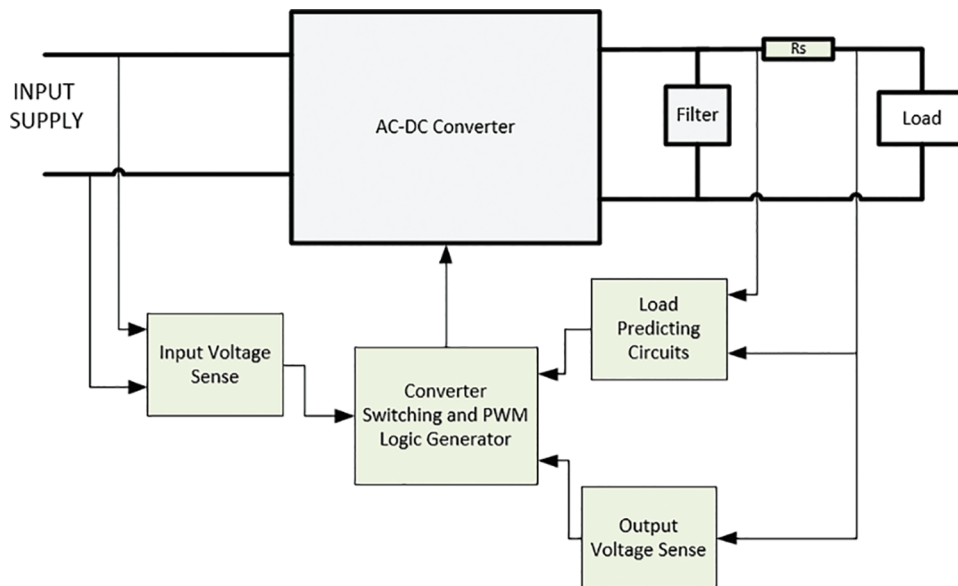 INPUT
SUPPLY
AC-DC Converter
Rs
Filter
Load
Load
Predicting
Circuits
Input Voltage
Sense
Converter
Switching and PWM
Logic Generator
Output
Voltage Sense